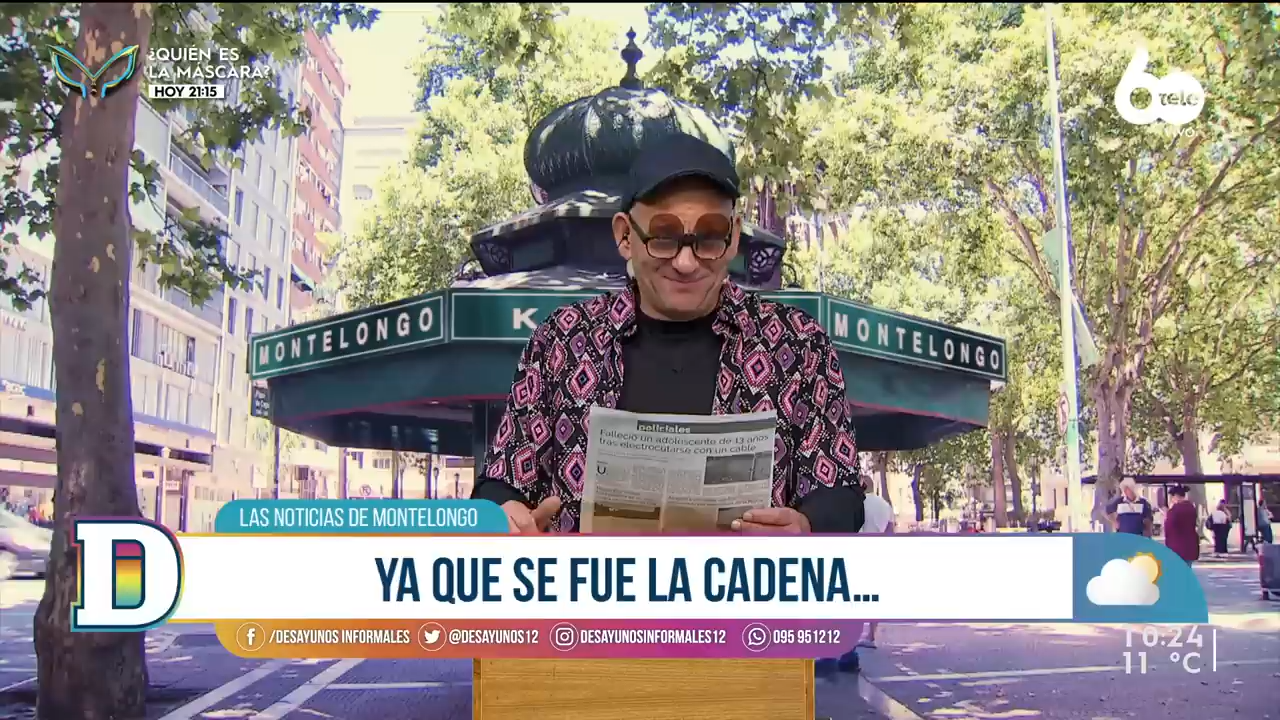 ¿QUIÉN ES
LA MÁSCARA?
HOY 21:15
60
tele
VIVO
MONTELONGO
K
MONTELONGO
policiales
Falleció un adolescente de 13 años
tras electrocutarse con un cable
U
LAS NOTICIAS DE MONTELONGO
D
YA QUE SE FUE LA CADENA...
/DESAYUNOS INFORMALES
@DESAYUNOS12
DESAYUNOSINFORMALES12
095 951212
10:24
11 °C